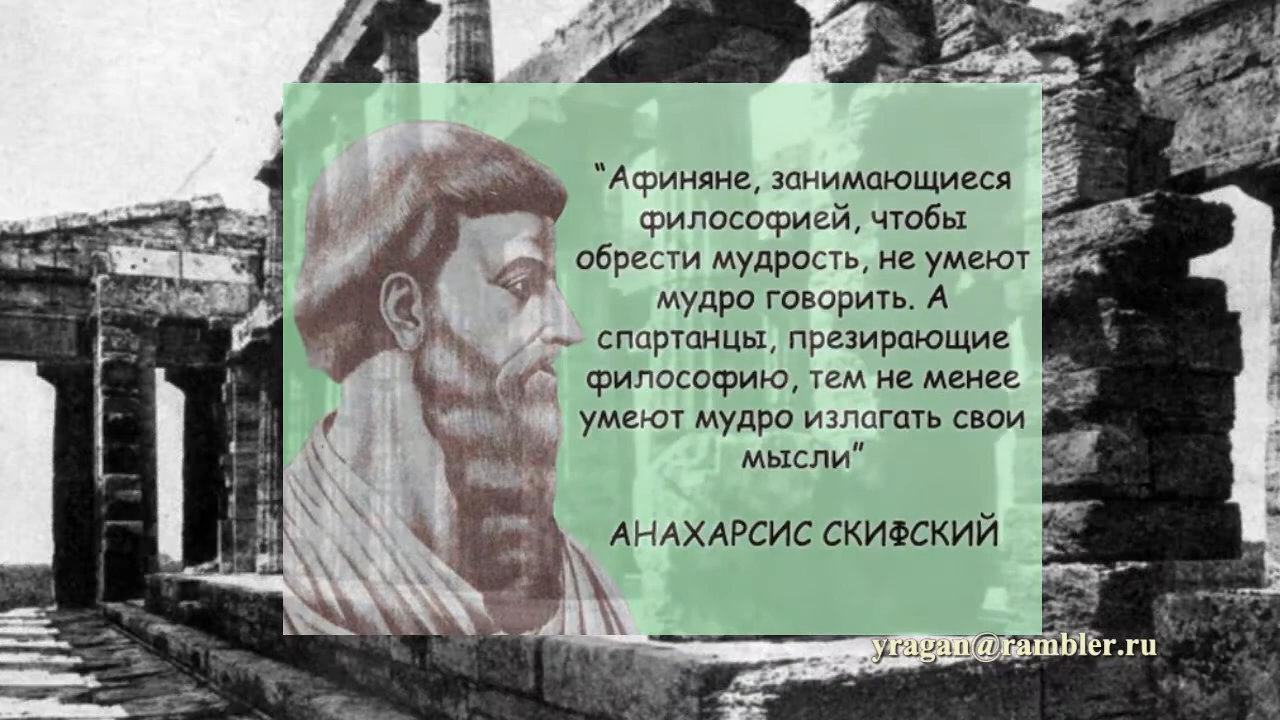 “Афиняне, занимающиеся
философией, чтобы
обрести мудрость, не умеют
мудро говорить. А
спартанцы, презирающие
философию, тем не менее
умеют мудро излагать свои
мысли”
АНАХАРСИС СКИФСКИЙ
yragan@rambler.ru